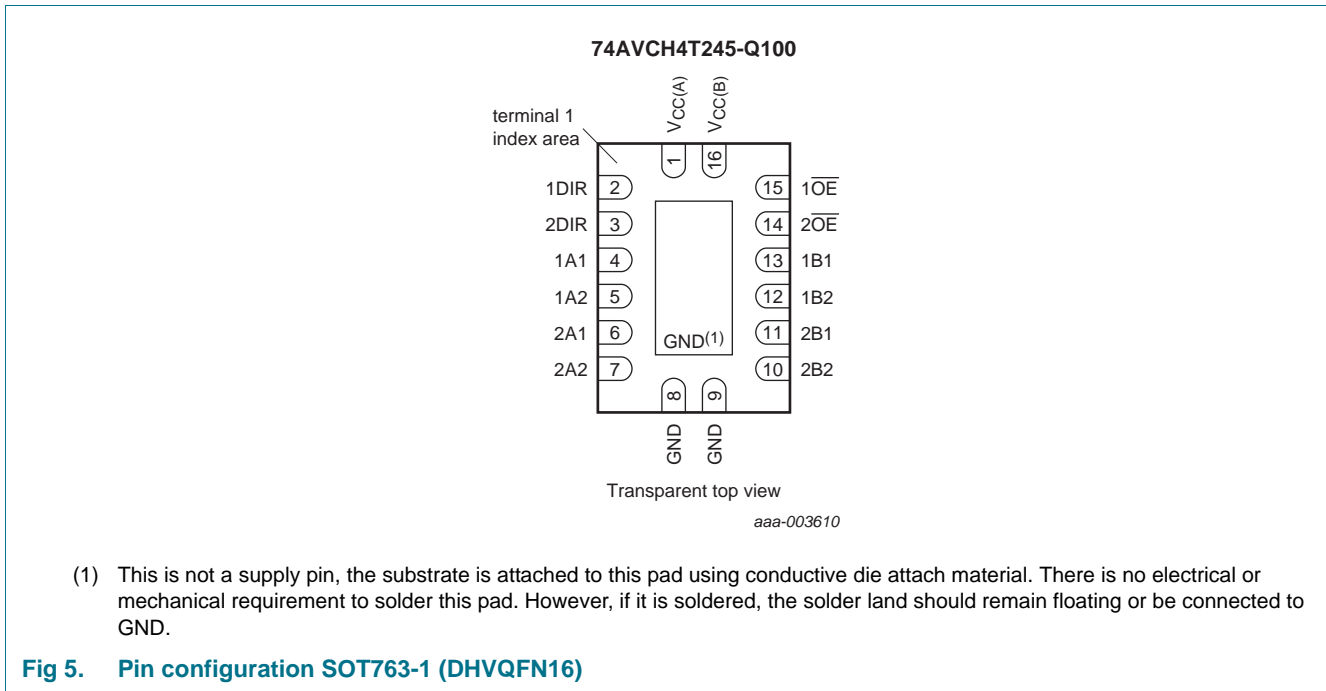 74AVCH4T245-Q100
VCC(A)
VCC(B)
terminal 1
index area
1
16
1DIR 2 15 1O̅E̅
2DIR 3 14 2O̅E̅
1A1 4 13 1B1
1A2 5 12 1B2
2A1 6 11 2B1
2A2 7 10 2B2
GND(1)
8
9
GND
GND
Transparent top view
aaa-003610
(1) This is not a supply pin, the substrate is attached to this pad using conductive die attach material. There is no electrical or
mechanical requirement to solder this pad. However, if it is soldered, the solder land should remain floating or be connected to
GND.
Fig 5. Pin configuration SOT763-1 (DHVQFN16)